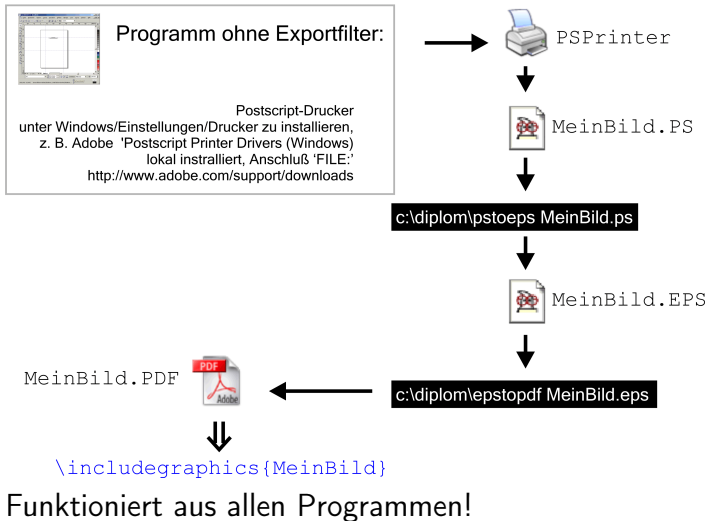 Programm ohne Exportfilter:
Postscript-Drucker
unter Windows/Einstellungen/Drucker zu installieren,
z. B. Adobe 'Postscript Printer Drivers (Windows)
lokal instralliert, Anschluß ‘FILE:’
http://www.adobe.com/support/downloads
PSPrinter
MeinBild.PS
c:\diplom\pstoeps MeinBild.ps
MeinBild.EPS
c:\diplom\epstopdf MeinBild.eps
MeinBild.PDF
PDF
Adobe
\includegraphics{MeinBild}
Funktioniert aus allen Programmen!